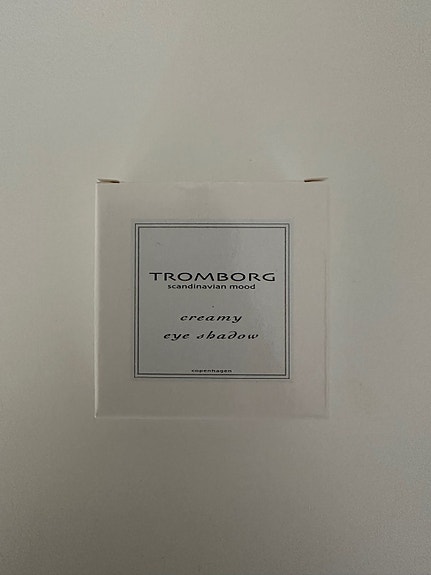 TROMBORG
scandinavian mood
creamy
eye shadow
copenhagen